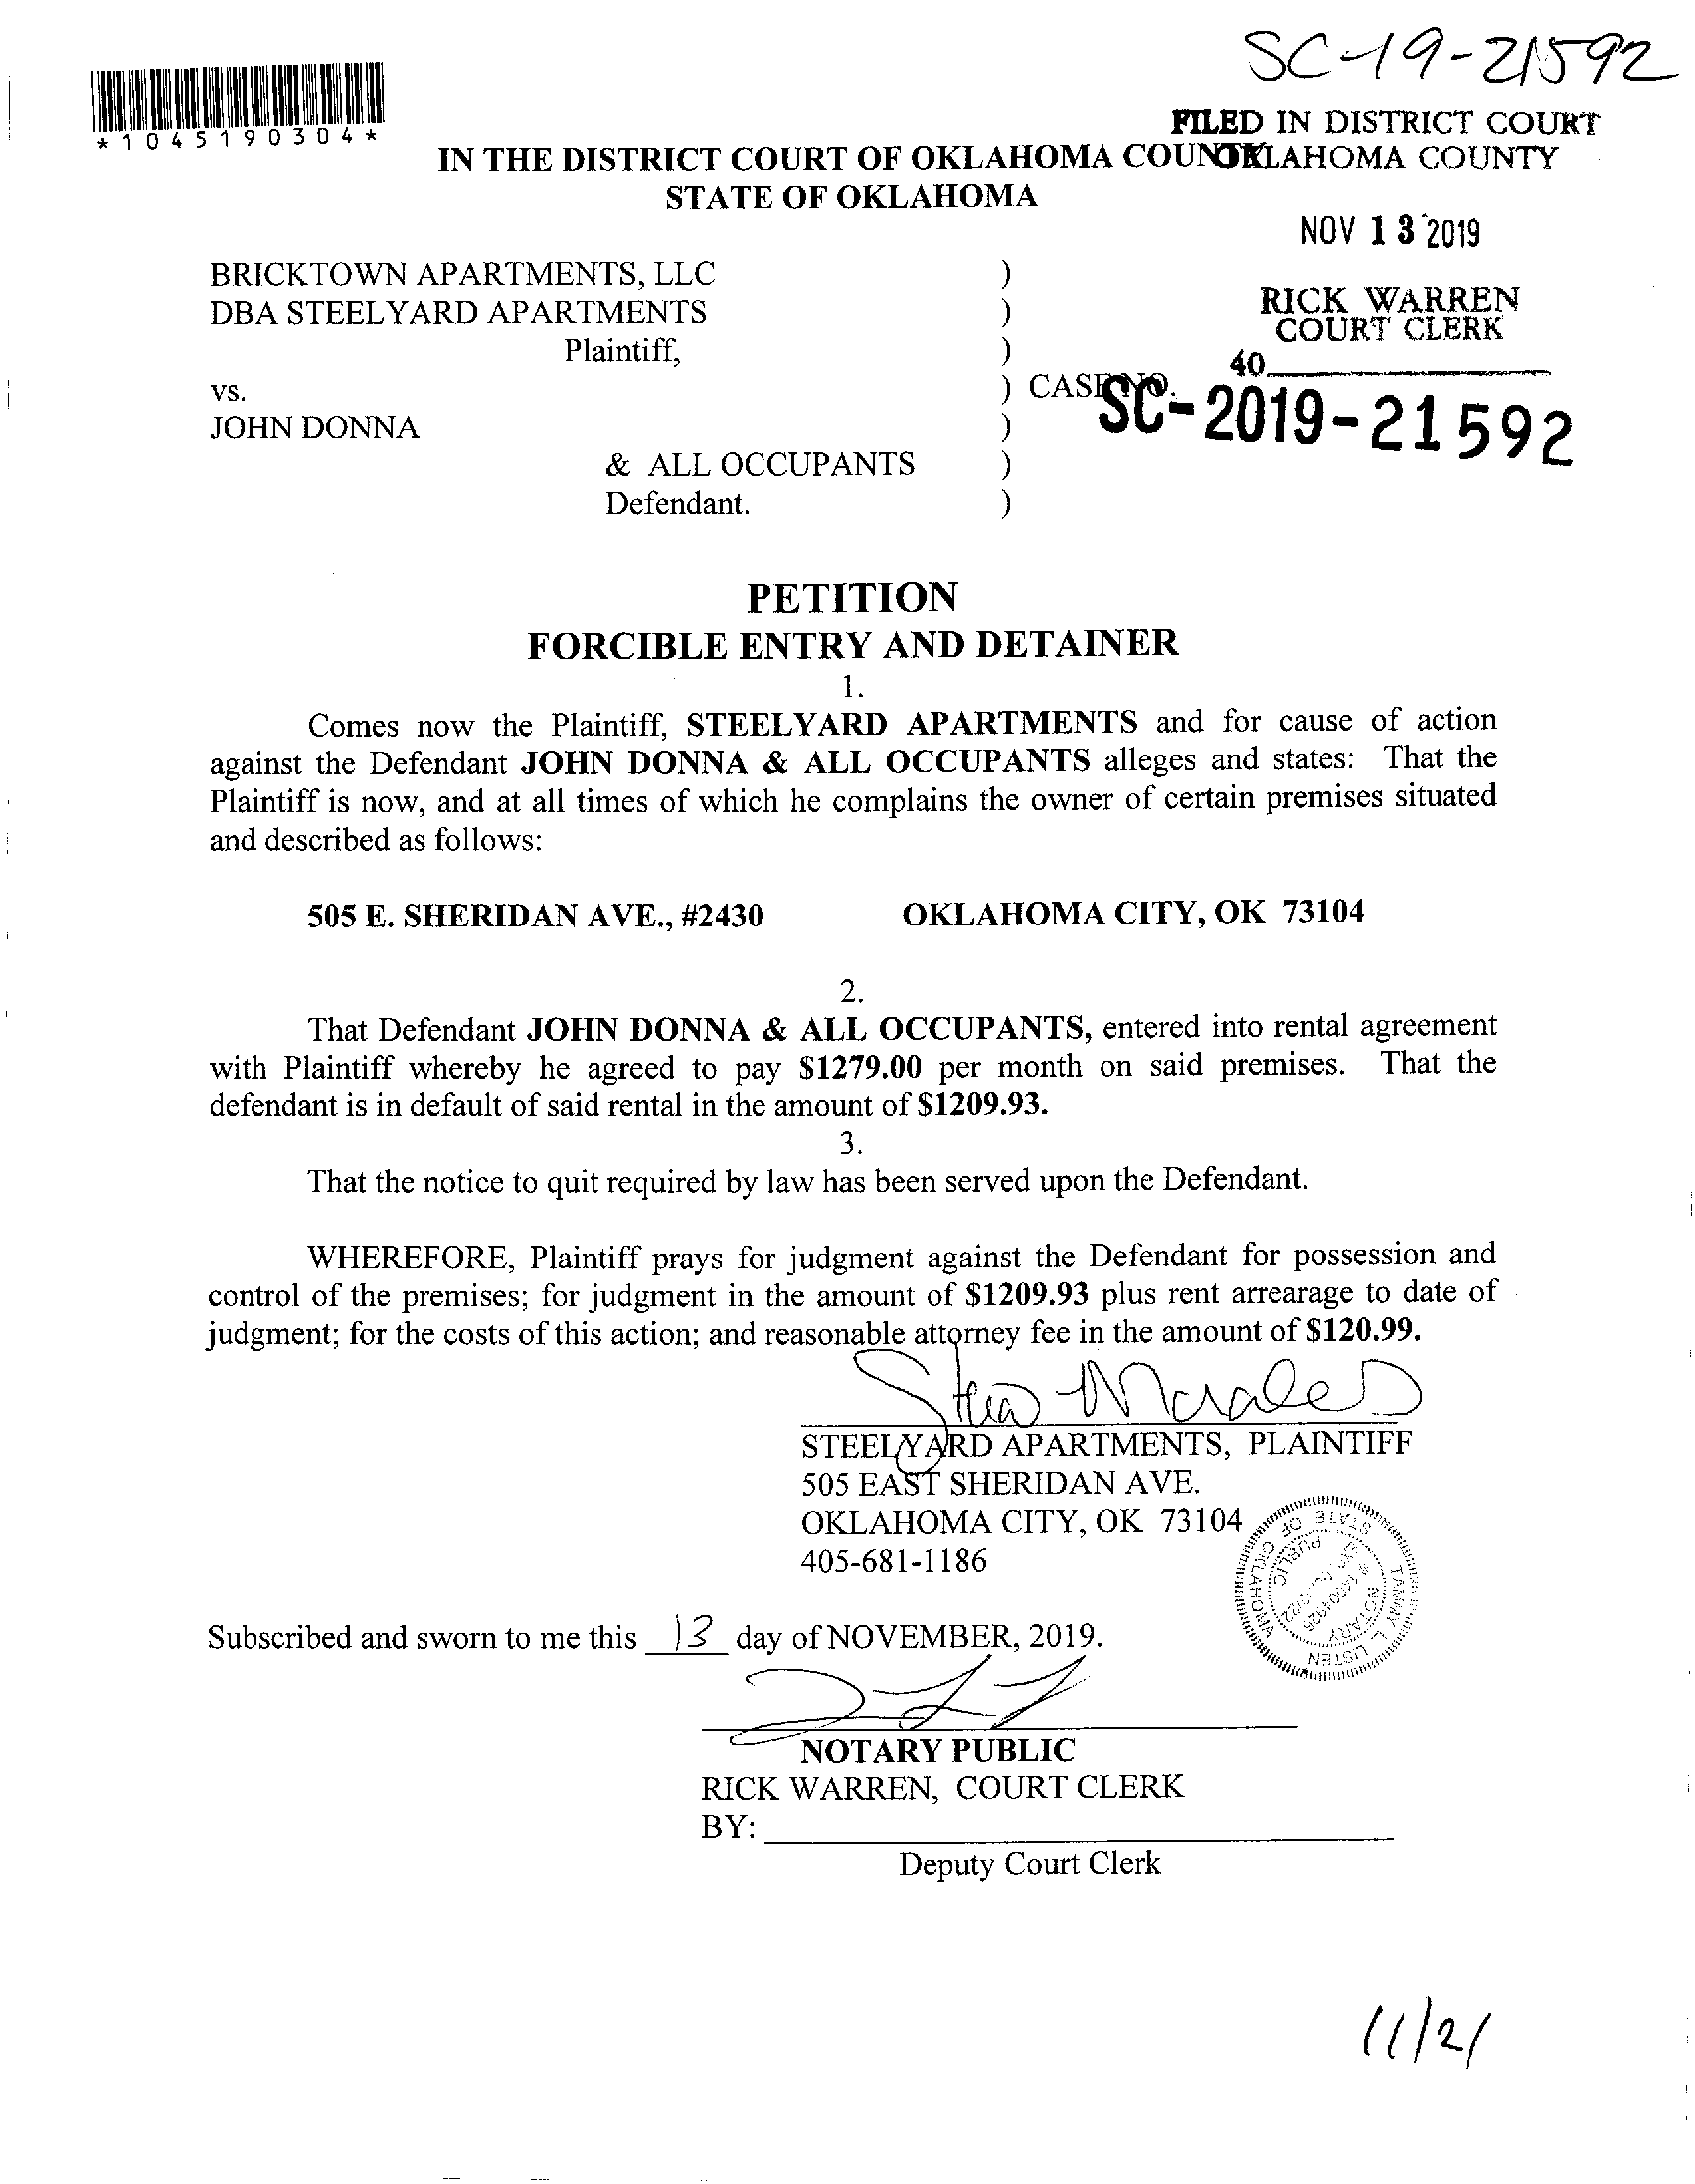 SC-19-21592
*1045190304*
FILED IN DISTRICT COURT
OKLAHOMA COUNTY
IN THE DISTRICT COURT OF OKLAHOMA COUNTY
STATE OF OKLAHOMA
NOV 13 2019
RICK WARREN
COURT CLERK
40
BRICKTOWN APARTMENTS, LLC )
DBA STEELYARD APARTMENTS )
Plaintiff, )
vs. ) CASE NO. SC-2019-21592
JOHN DONNA )
& ALL OCCUPANTS )
Defendant. )
PETITION
FORCIBLE ENTRY AND DETAINER
1.
Comes now the Plaintiff, STEELYARD APARTMENTS and for cause of action
against the Defendant JOHN DONNA & ALL OCCUPANTS alleges and states: That the
Plaintiff is now, and at all times of which he complains the owner of certain premises situated
and described as follows:
505 E. SHERIDAN AVE., #2430 OKLAHOMA CITY, OK 73104
2.
That Defendant JOHN DONNA & ALL OCCUPANTS, entered into rental agreement
with Plaintiff whereby he agreed to pay $1279.00 per month on said premises. That the
defendant is in default of said rental in the amount of $1209.93.
3.
That the notice to quit required by law has been served upon the Defendant.
WHEREFORE, Plaintiff prays for judgment against the Defendant for possession and
control of the premises; for judgment in the amount of $1209.93 plus rent arrearage to date of
judgment; for the costs of this action; and reasonable attorney fee in the amount of $120.99.
STEELYARD APARTMENTS, PLAINTIFF
505 EAST SHERIDAN AVE.
OKLAHOMA CITY, OK 73104
405-681-1186
TAMMY L. LISTEN
STATE OF OKLAHOMA
NOTARY PUBLIC
Subscribed and sworn to me this 13 day of NOVEMBER, 2019.
NOTARY PUBLIC
RICK WARREN, COURT CLERK
BY:
Deputy Court Clerk
11/21